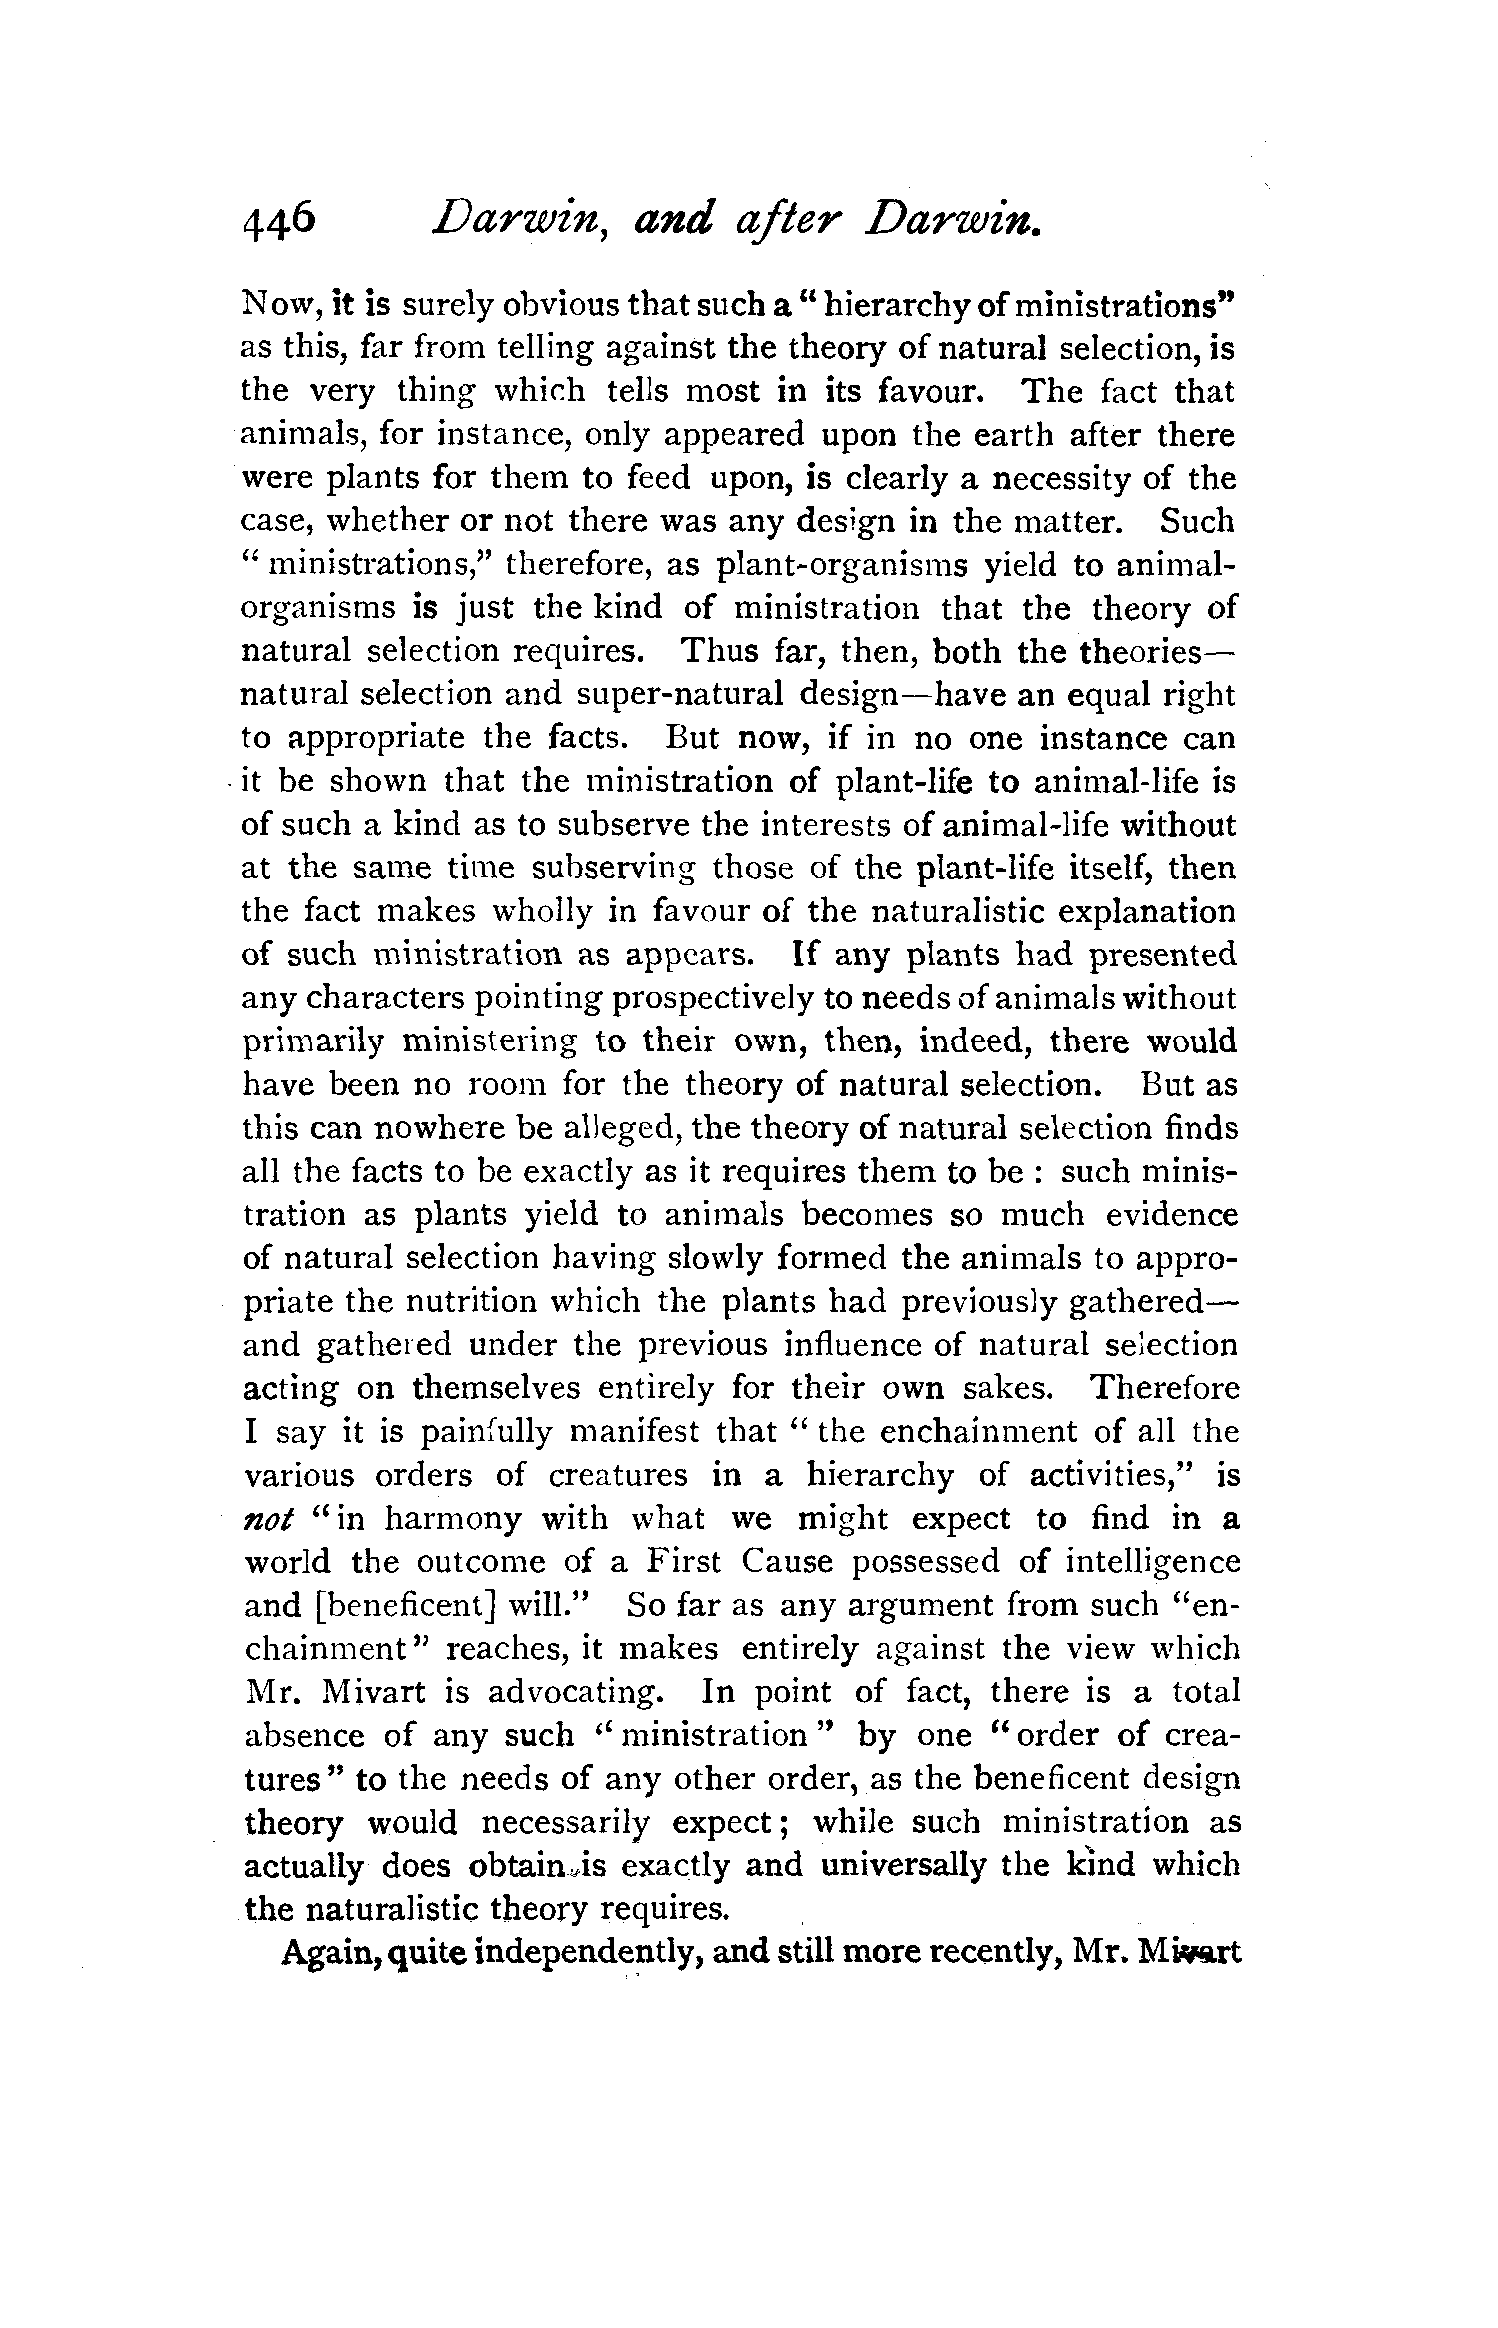 446 Darwin, and after Darwin.
Now, it is surely obvious that such a “ hierarchy of ministrations”
as this, far from telling against the theory of natural selection, is
the very thing which tells most in its favour. The fact that
animals, for instance, only appeared upon the earth after there
were plants for them to feed upon, is clearly a necessity of the
case, whether or not there was any design in the matter. Such
“ ministrations,” therefore, as plant-organisms yield to animal-
organisms is just the kind of ministration that the theory of
natural selection requires. Thus far, then, both the theories—
natural selection and super-natural design—have an equal right
to appropriate the facts. But now, if in no one instance can
it be shown that the ministration of plant-life to animal-life is
of such a kind as to subserve the interests of animal-life without
at the same time subserving those of the plant-life itself, then
the fact makes wholly in favour of the naturalistic explanation
of such ministration as appears. If any plants had presented
any characters pointing prospectively to needs of animals without
primarily ministering to their own, then, indeed, there would
have been no room for the theory of natural selection. But as
this can nowhere be alleged, the theory of natural selection finds
all the facts to be exactly as it requires them to be : such minis-
tration as plants yield to animals becomes so much evidence
of natural selection having slowly formed the animals to appro-
priate the nutrition which the plants had previously gathered—
and gathered under the previous influence of natural selection
acting on themselves entirely for their own sakes. Therefore
I say it is painfully manifest that “ the enchainment of all the
various orders of creatures in a hierarchy of activities,” is
not “in harmony with what we might expect to find in a
world the outcome of a First Cause possessed of intelligence
and [beneficent] will.” So far as any argument from such “en-
chainment” reaches, it makes entirely against the view which
Mr. Mivart is advocating. In point of fact, there is a total
absence of any such “ ministration ” by one “ order of crea-
tures” to the needs of any other order, as the beneficent design
theory would necessarily expect; while such ministration as
actually does obtain is exactly and universally the kind which
the naturalistic theory requires.
Again, quite independently, and still more recently, Mr. Mivart